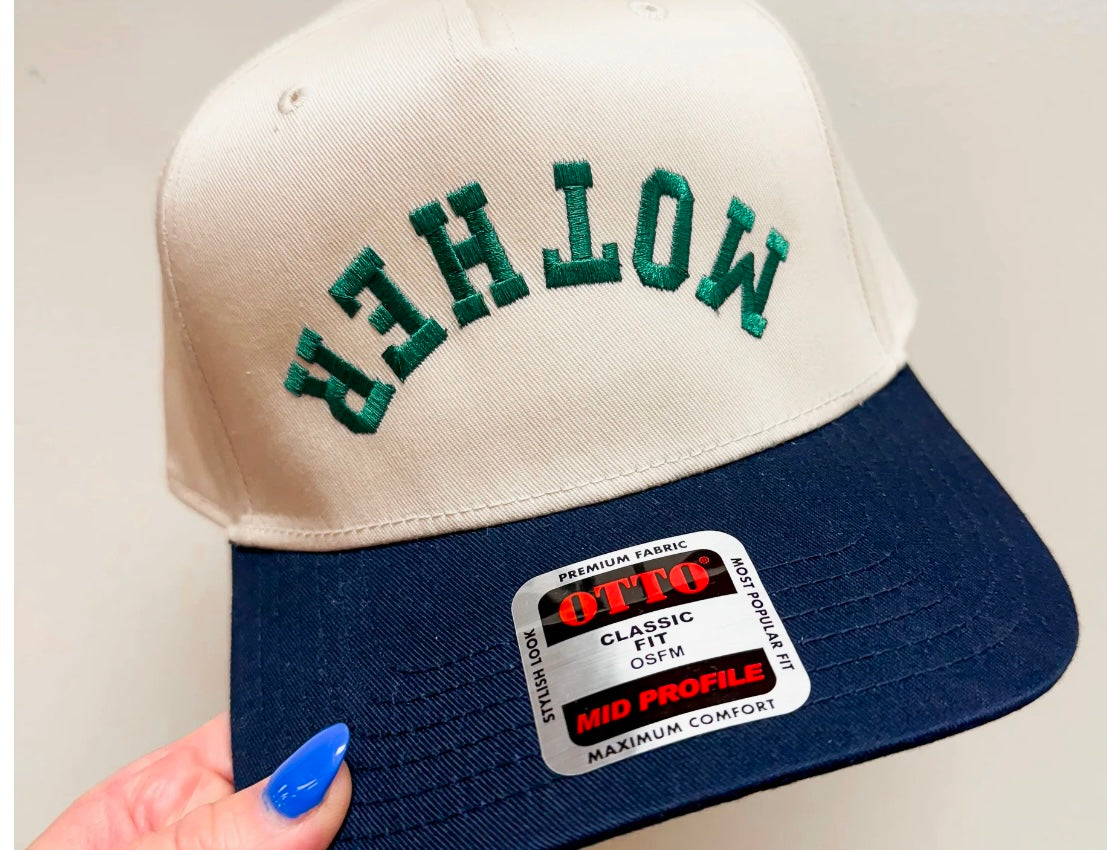 MOTHER
PREMIUM FABRIC
OTTO®
MOST POPULAR FIT
CLASSIC
FIT
OSFM
STYLISH LOOK
MID PROFILE
MAXIMUM COMFORT